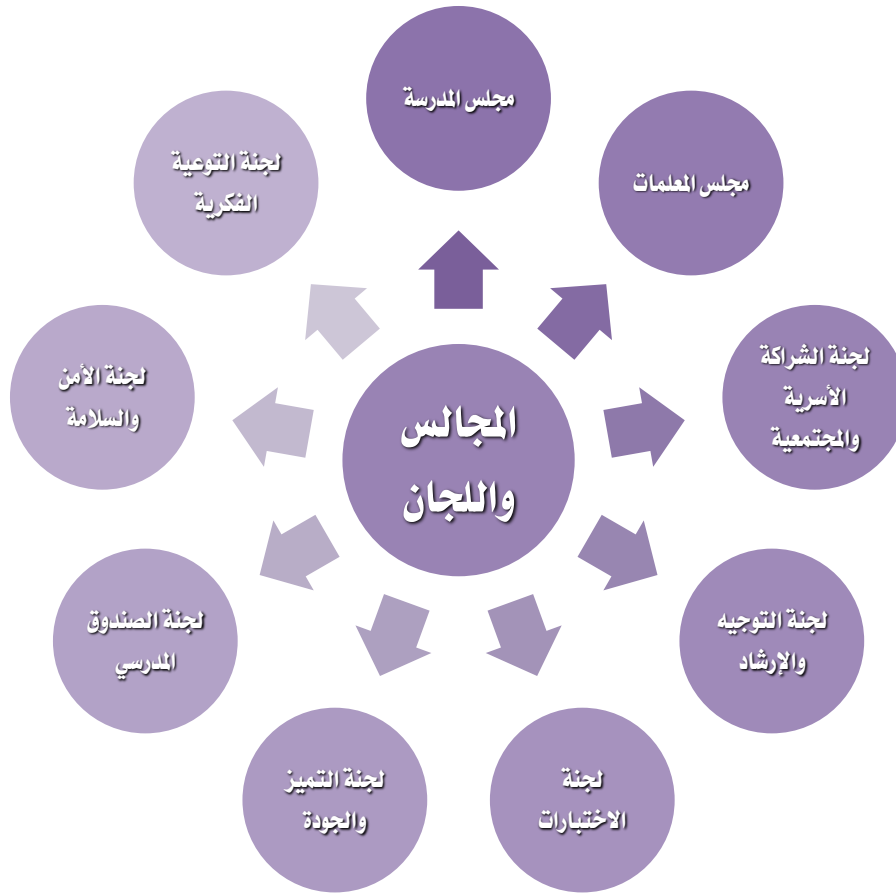 المجالس
واللجان
مجلس المدرسة
مجلس المعلمات
لجنة الشراكة
الأسرية
والمجتمعية
لجنة التوجيه
والإرشاد
لجنة
الاختبارات
لجنة التميز
والجودة
لجنة الصندوق
المدرسي
لجنة الأمن
والسلامة
لجنة التوعية
الفكرية